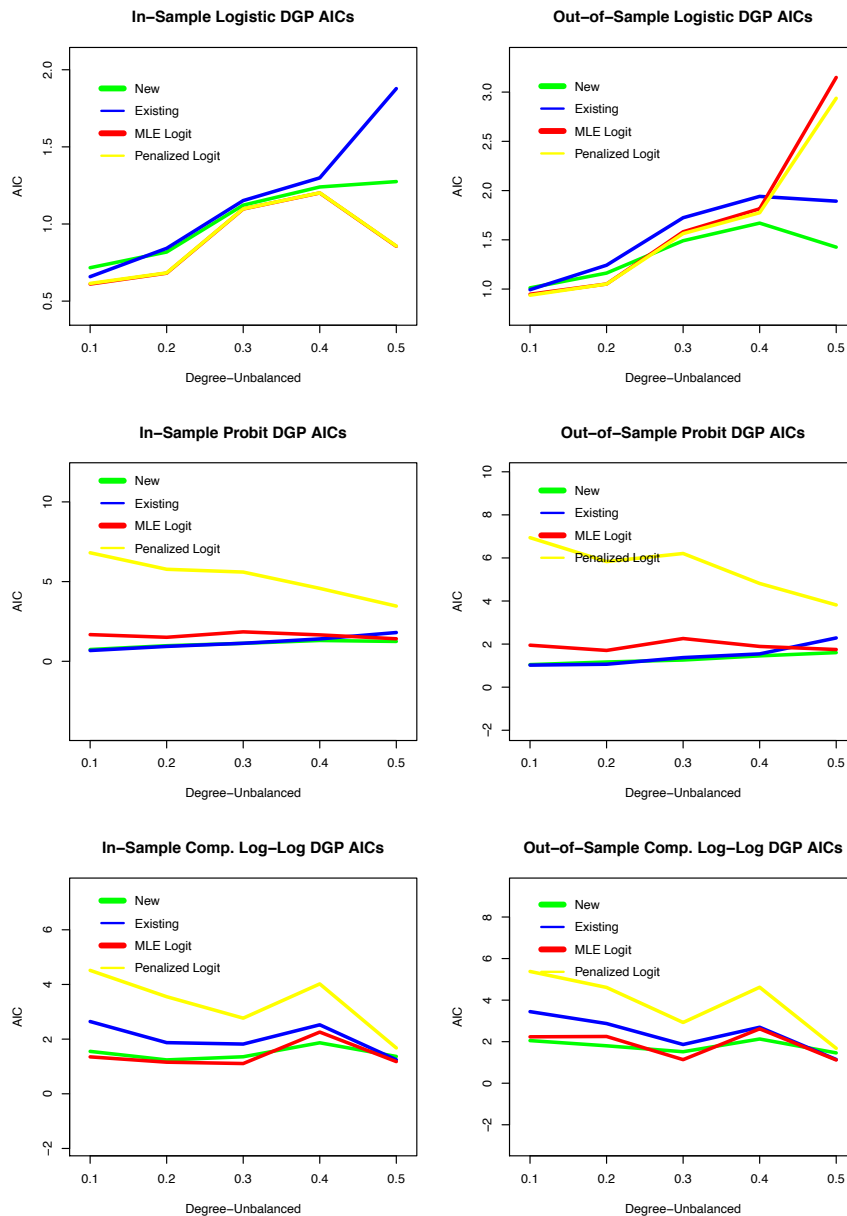 In-Sample Logistic DGP AICs
AIC
2.0
1.5
1.0
0.5
New
Existing
MLE Logit
Penalized Logit
0.1 0.2 0.3 0.4 0.5
Degree-Unbalanced
Out-of-Sample Logistic DGP AICs
AIC
3.0
2.5
2.0
1.5
1.0
New
Existing
MLE Logit
Penalized Logit
0.1 0.2 0.3 0.4 0.5
Degree-Unbalanced
In-Sample Probit DGP AICs
AIC
10
5
0
New
Existing
MLE Logit
Penalized Logit
0.1 0.2 0.3 0.4 0.5
Degree-Unbalanced
Out-of-Sample Probit DGP AICs
AIC
10
8
6
4
2
0
-2
New
Existing
MLE Logit
Penalized Logit
0.1 0.2 0.3 0.4 0.5
Degree-Unbalanced
In-Sample Comp. Log-Log DGP AICs
AIC
6
4
2
0
-2
New
Existing
MLE Logit
Penalized Logit
0.1 0.2 0.3 0.4 0.5
Degree-Unbalanced
Out-of-Sample Comp. Log-Log DGP AICs
AIC
8
6
4
2
0
-2
New
Existing
MLE Logit
Penalized Logit
0.1 0.2 0.3 0.4 0.5
Degree-Unbalanced